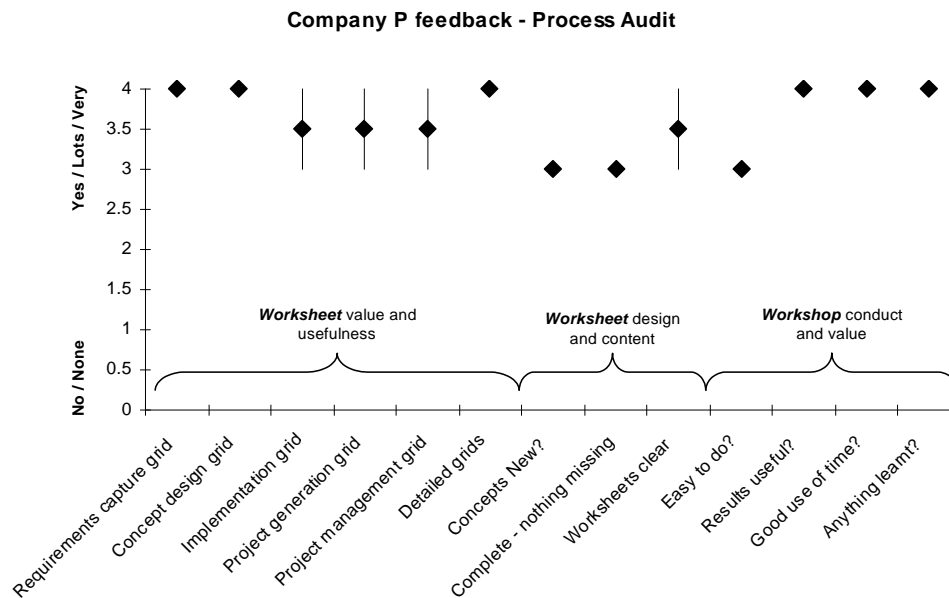 Company P feedback - Process Audit
Yes / Lots / Very
No / None
4
3.5
3
2.5
2
1.5
1
0.5
0
Worksheet value and
usefulness
Worksheet design
and content
Workshop conduct
and value
Requirements capture grid
Concept design grid
Implementation grid
Project generation grid
Project management grid
Detailed grids
Concepts New?
Complete - nothing missing
Worksheets clear
Easy to do?
Results useful?
Good use of time?
Anything learnt?